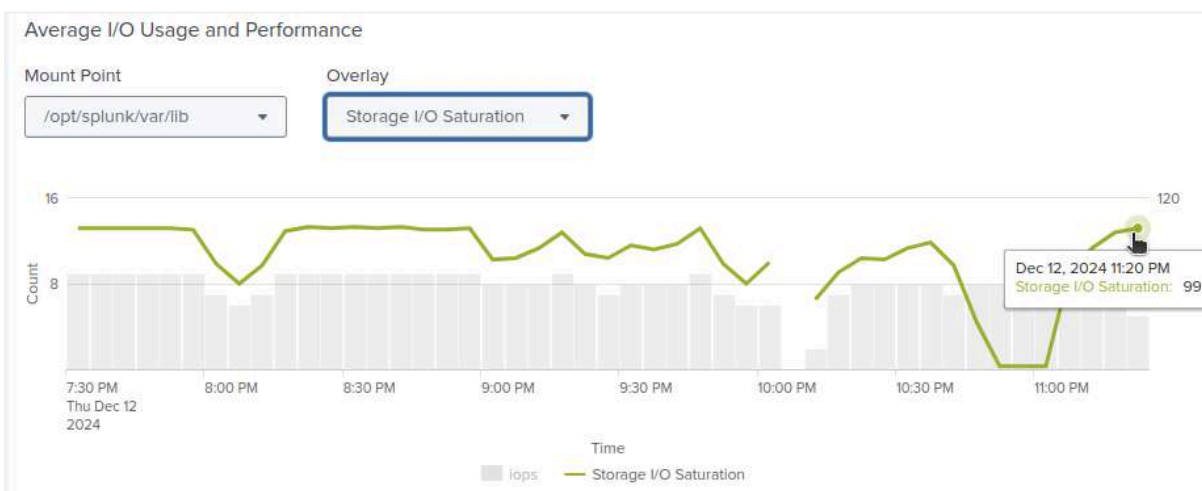 Average I/O Usage and Performance
Mount Point Overlay
/opt/splunk/var/lib Storage I/O Saturation
16 120
Count
8
Dec 12, 2024 11:20 PM
Storage I/O Saturation: 99
7:30 PM 8:00 PM 8:30 PM 9:00 PM 9:30 PM 10:00 PM 10:30 PM 11:00 PM
Thu Dec 12
2024
Time
iops Storage I/O Saturation